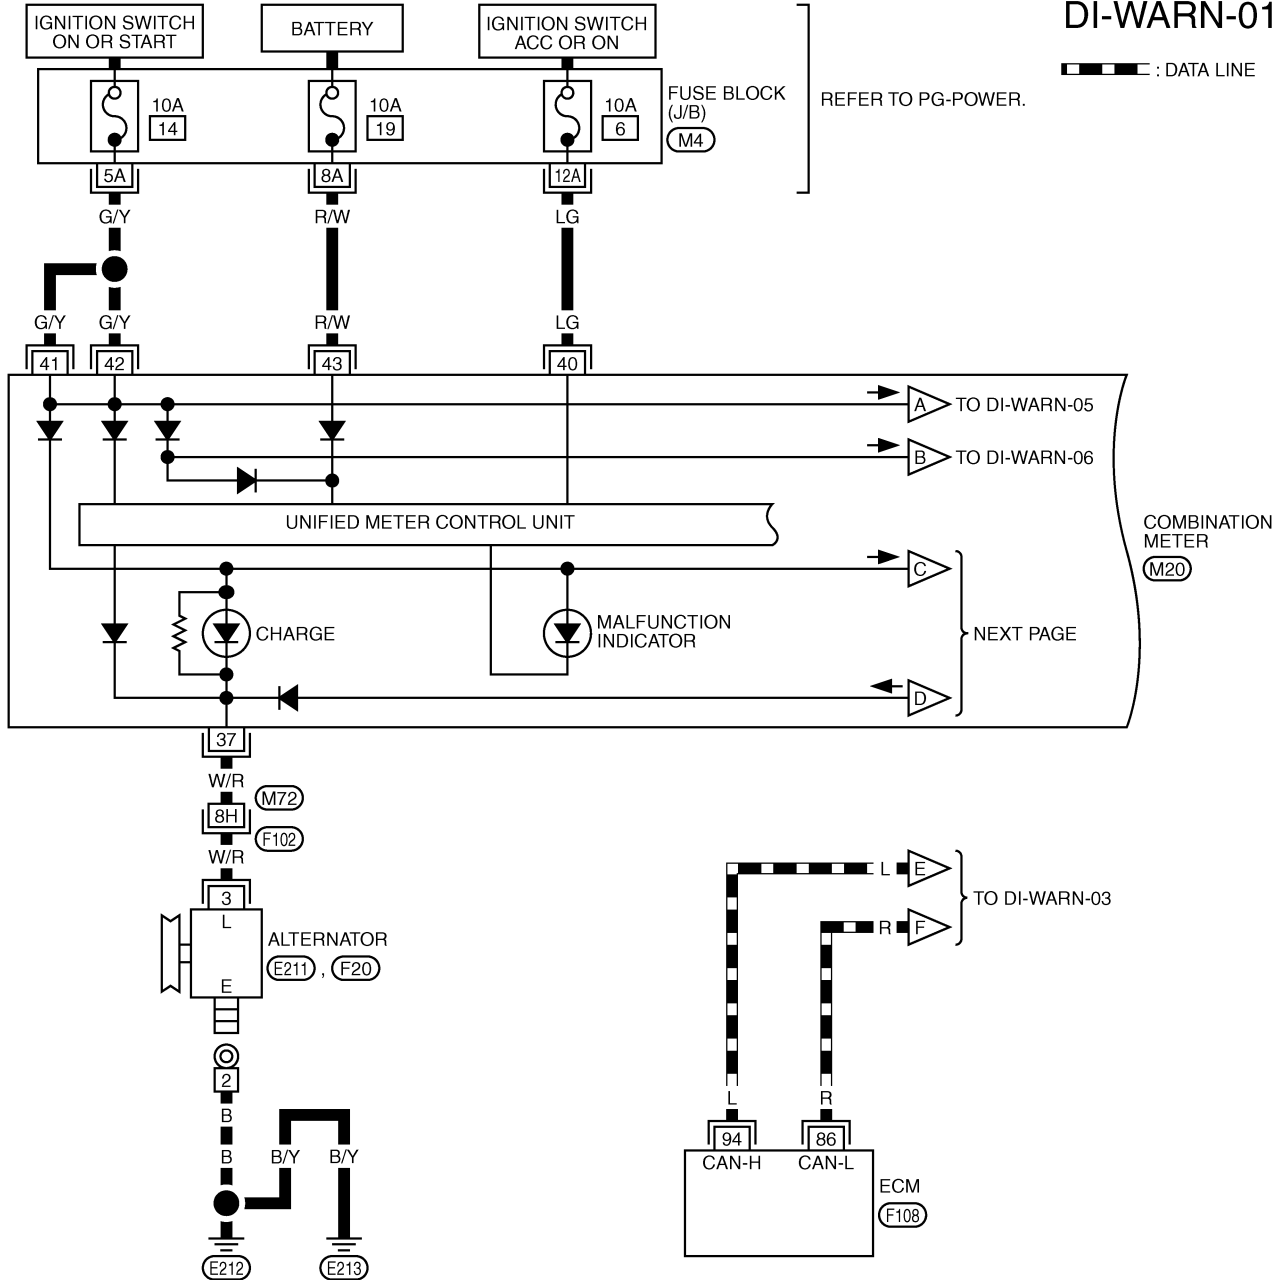 DI-WARN-01
: DATA LINE
IGNITION SWITCH
ON OR START
BATTERY
IGNITION SWITCH
ACC OR ON
10A
14
10A
19
10A
6
FUSE BLOCK
(J/B)
M4
REFER TO PG-POWER.
5A
8A
12A
G/Y
R/W
LG
G/Y
G/Y
R/W
LG
41
42
43
40
A
TO DI-WARN-05
B
TO DI-WARN-06
UNIFIED METER CONTROL UNIT
COMBINATION
METER
M20
C
CHARGE
MALFUNCTION
INDICATOR
NEXT PAGE
D
37
W/R
M72
8H
F102
W/R
3
L
ALTERNATOR
E211 , F20
E
2
B
B
B/Y
B/Y
E212
E213
L
E
TO DI-WARN-03
R
F
L
R
94
86
CAN-H
CAN-L
ECM
F108